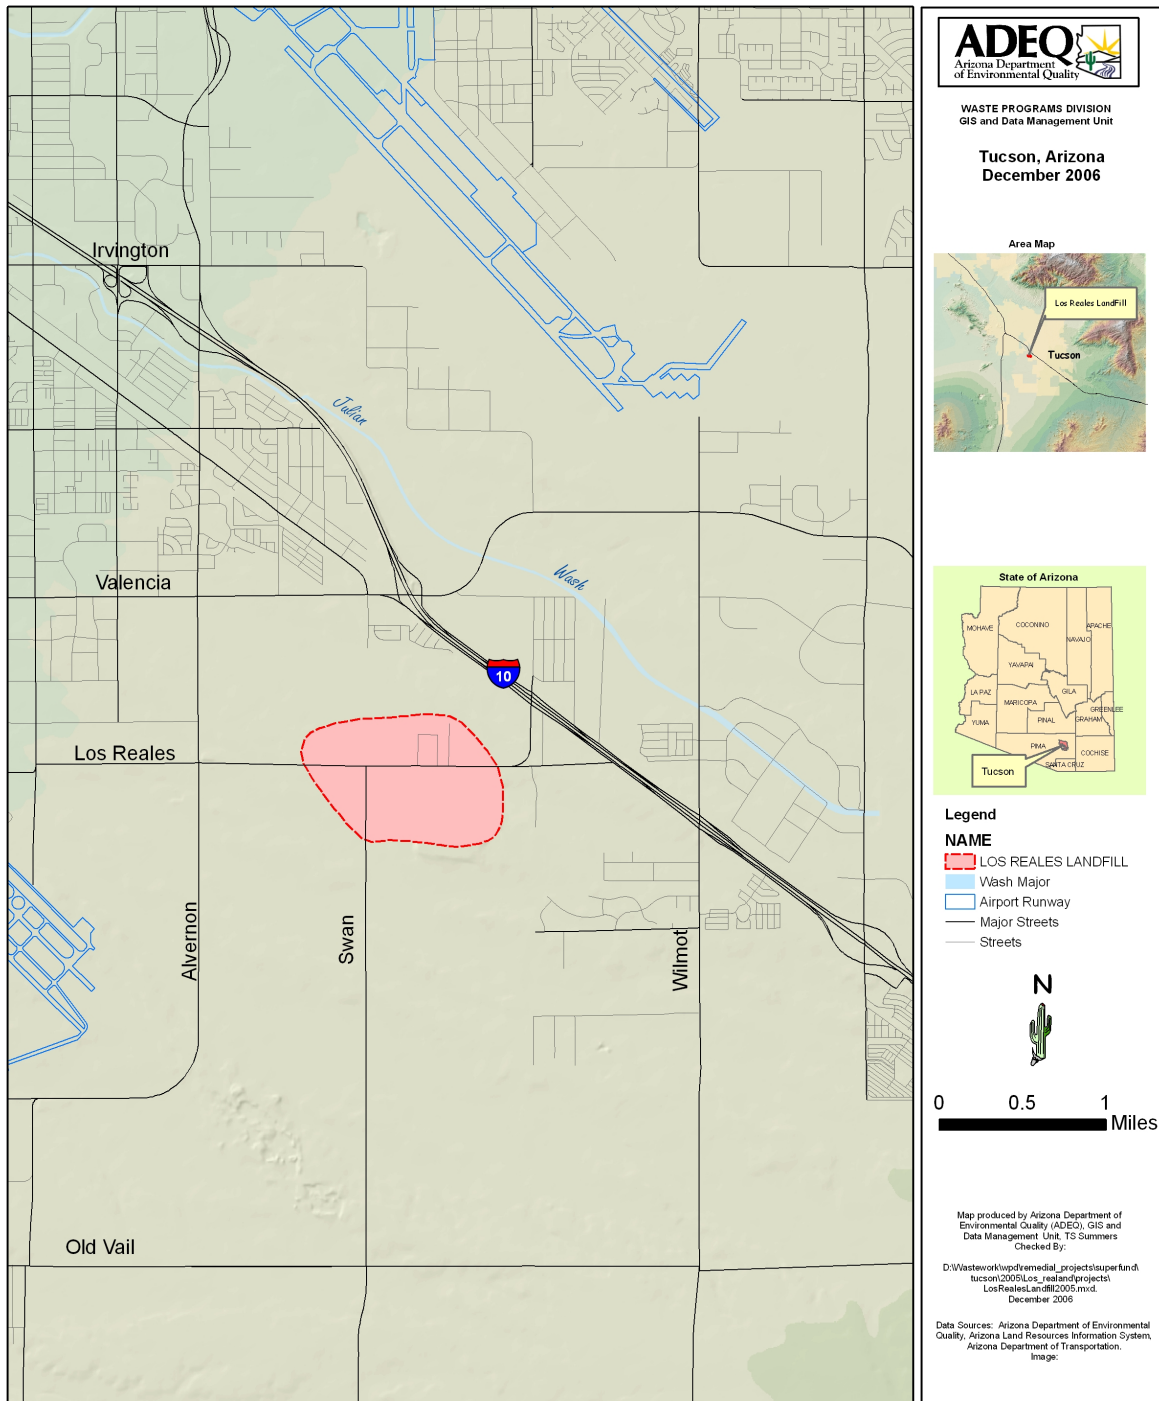 Irvington
Julian
Wash
Valencia
10
Los Reales
Alvernon
Swan
Wilmot
Old Vail
ADEQ
Arizona Department
of Environmental Quality
WASTE PROGRAMS DIVISION
GIS and Data Management Unit
Tucson, Arizona
December 2006
Area Map
Los Reales LandFill
Tucson
State of Arizona
MOHAVE
COCONINO
NAVAJO
APACHE
YAVAPAI
LA PAZ
MARICOPA
GILA
GREENLEE
YUMA
PINAL
GRAHAM
PIMA
COCHISE
SANTA CRUZ
Tucson
Legend
NAME
LOS REALES LANDFILL
Wash Major
Airport Runway
Major Streets
Streets
N
0 0.5 1
Miles
Map produced by Arizona Department of
Environmental Quality (ADEQ), GIS and
Data Management Unit, TS Summers
Checked By:
D:\Wastework\wpd\remedial_projects\superfund\
tucson\2005\Los_realand\projects\
LosRealesLandfill2005.mxd.
December 2006
Data Sources: Arizona Department of Environmental
Quality, Arizona Land Resources Information System,
Arizona Department of Transportation.
Image: